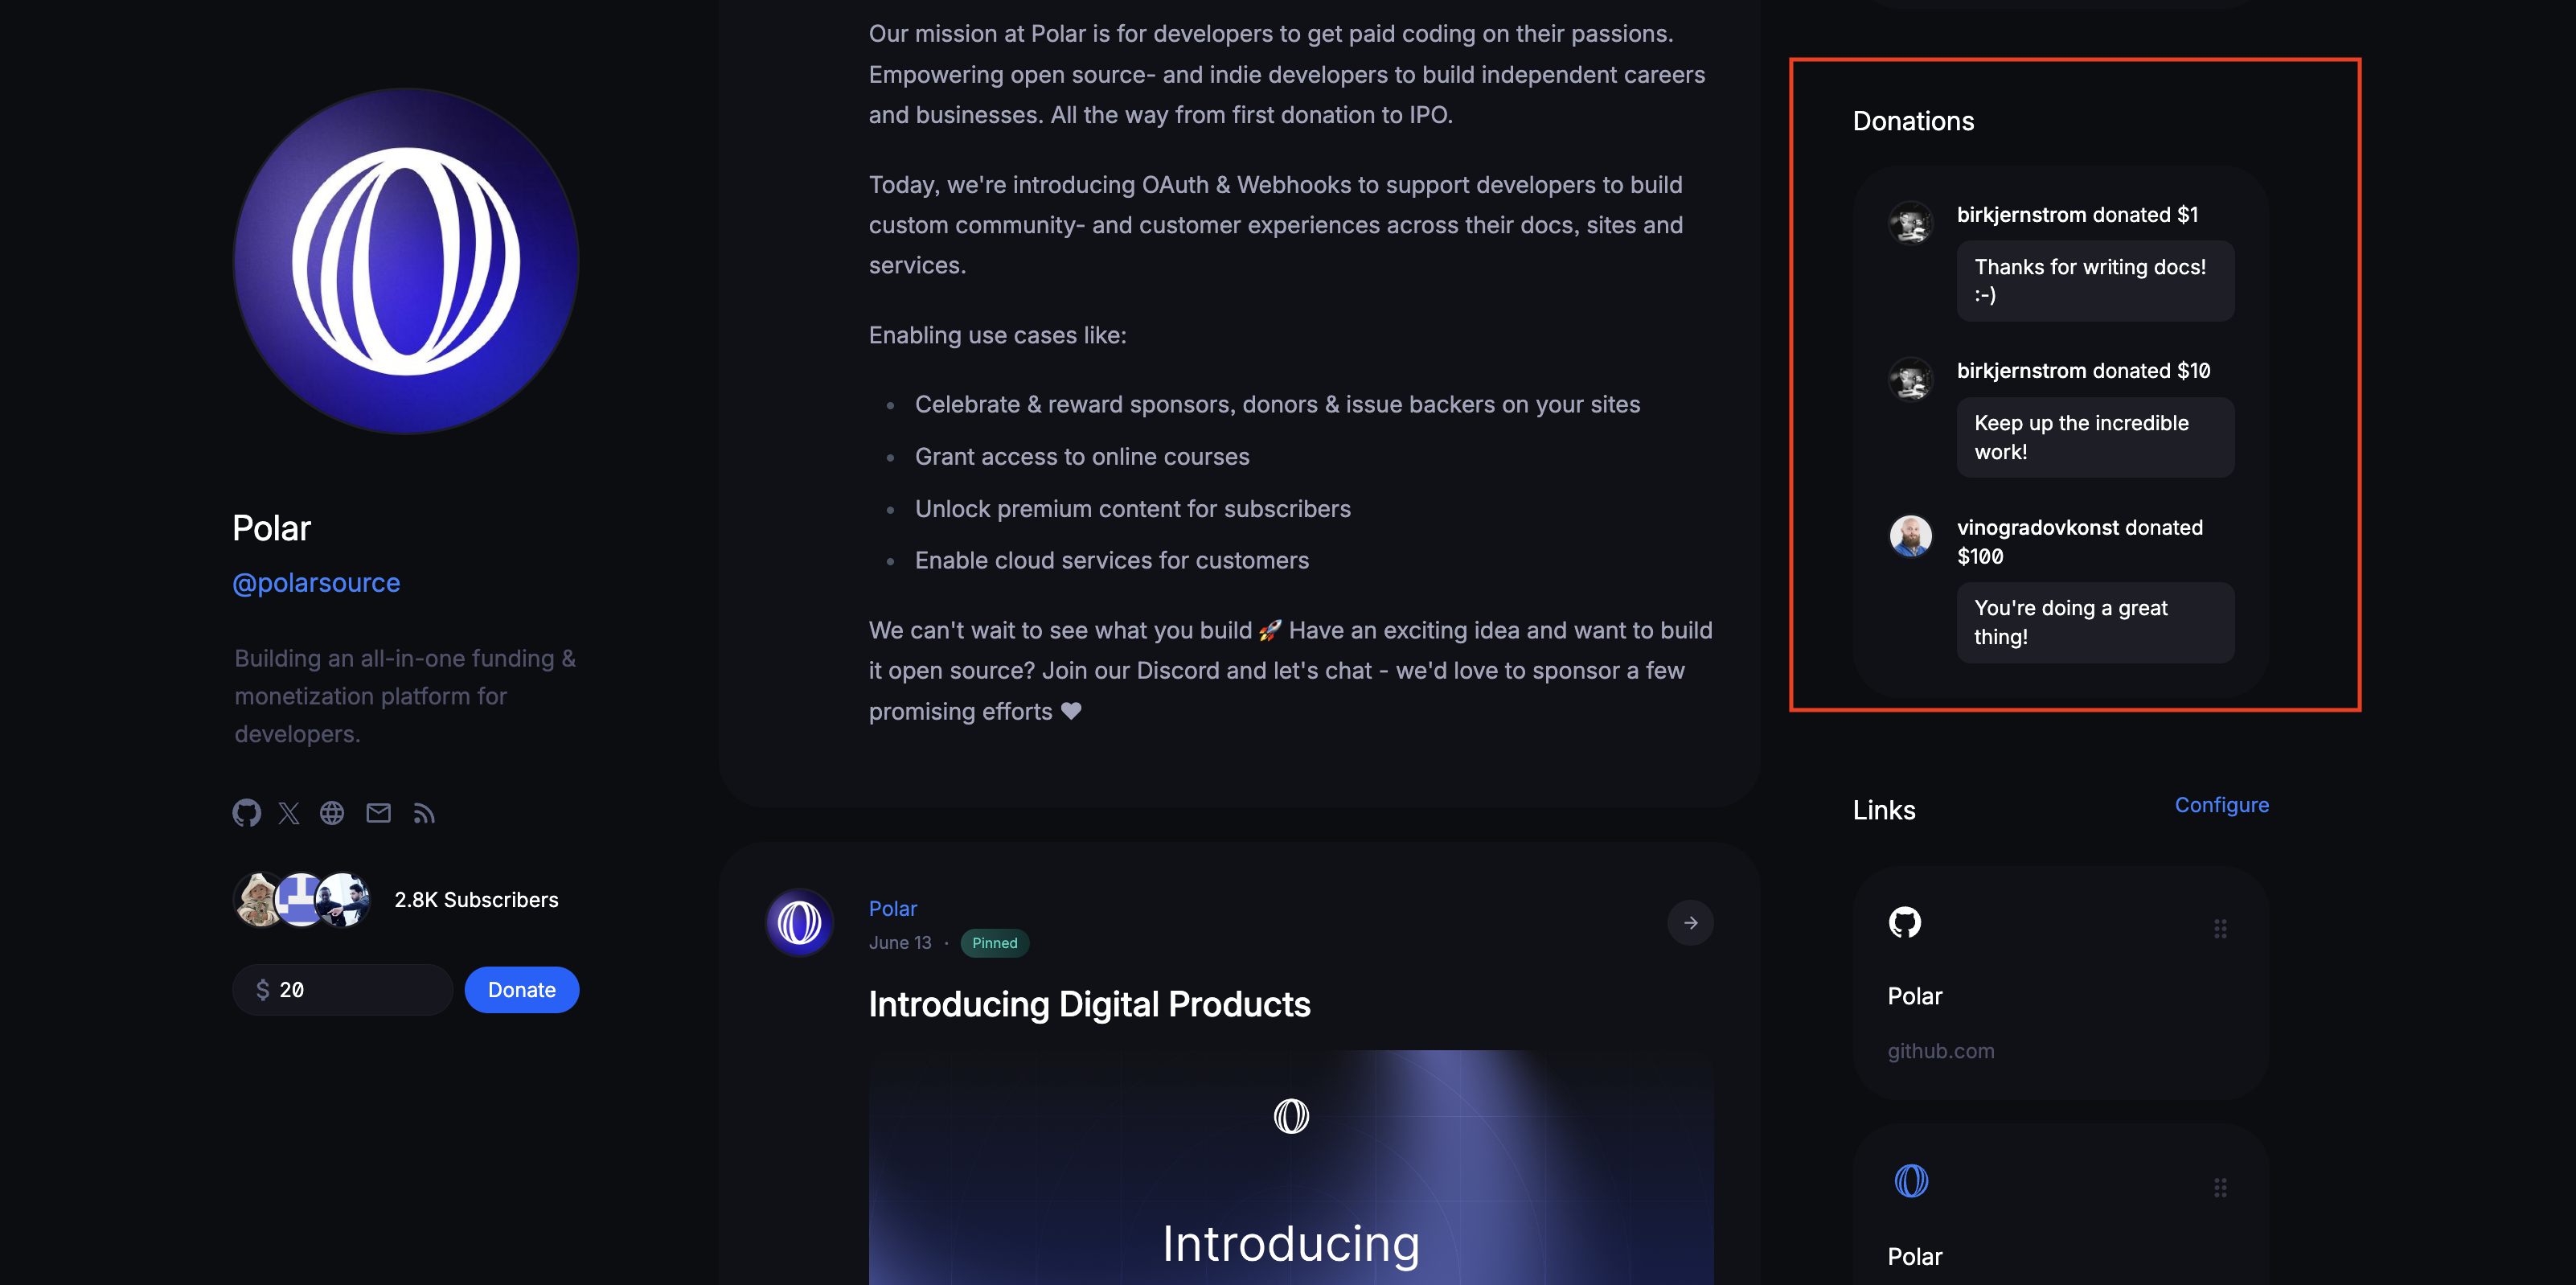 Polar
@polarsource
Building an all-in-one funding &
monetization platform for
developers.
2.8K Subscribers
$ 20
Donate
Our mission at Polar is for developers to get paid coding on their passions.
Empowering open source- and indie developers to build independent careers
and businesses. All the way from first donation to IPO.
Today, we're introducing OAuth & Webhooks to support developers to build
custom community- and customer experiences across their docs, sites and
services.
Enabling use cases like:
• Celebrate & reward sponsors, donors & issue backers on your sites
• Grant access to online courses
• Unlock premium content for subscribers
• Enable cloud services for customers
We can't wait to see what you build 🚀 Have an exciting idea and want to build
it open source? Join our Discord and let's chat - we'd love to sponsor a few
promising efforts ♥
Polar
June 13 · Pinned
Introducing Digital Products
Introducing
Donations
birkjernstrom donated $1
Thanks for writing docs!
:-)
birkjernstrom donated $10
Keep up the incredible
work!
vinogradovkonst donated
$100
You're doing a great
thing!
Links
Configure
Polar
github.com
Polar